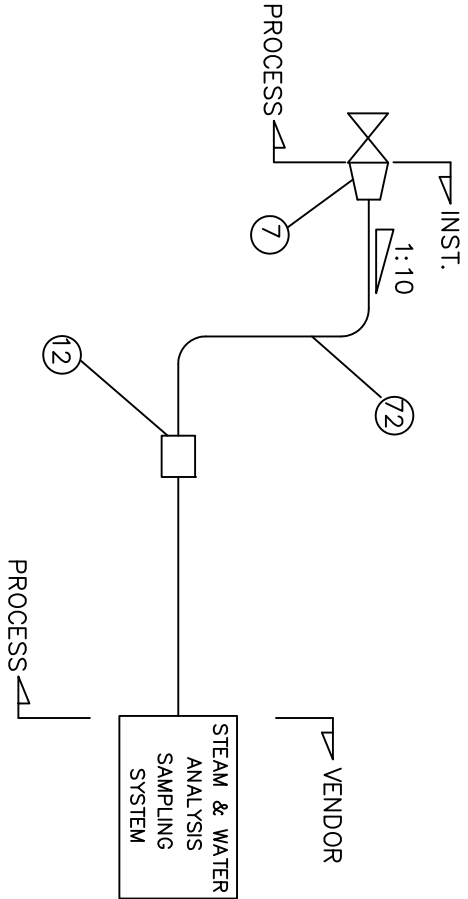 PROCESS
INST.
7
1:10
72
12
PROCESS
VENDOR
STEAM & WATER
ANALYSIS
SAMPLING
SYSTEM